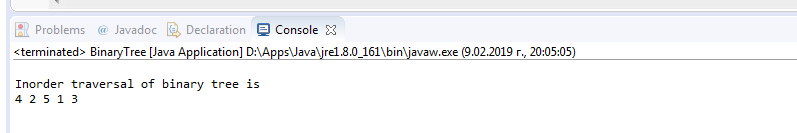 Problems @ Javadoc Declaration Console
<terminated> BinaryTree [Java Application] D:\Apps\Java\jre1.8.0_161\bin\javaw.exe (9.02.2019 г., 20:05:05)
Inorder traversal of binary tree is
4 2 5 1 3